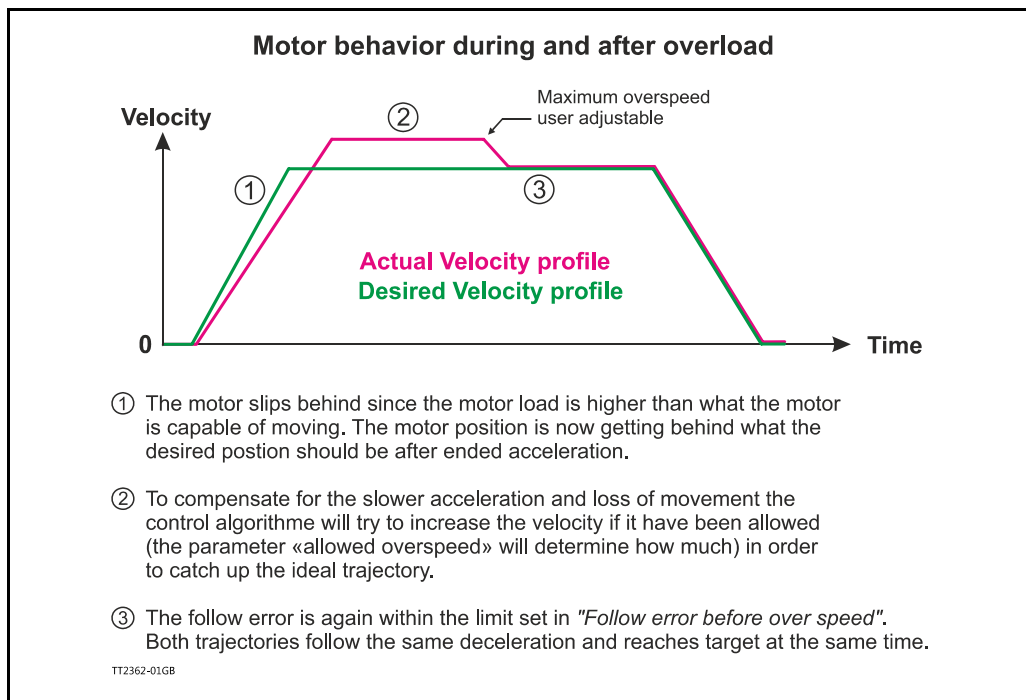 Motor behavior during and after overload
Maximum overspeed
user adjustable
Velocity
2
1
3
Actual Velocity profile
Desired Velocity profile
0
Time
1 The motor slips behind since the motor load is higher than what the motor
is capable of moving. The motor position is now getting behind what the
desired postion should be after ended acceleration.
2 To compensate for the slower acceleration and loss of movement the
control algorithme will try to increase the velocity if it have been allowed
(the parameter «allowed overspeed» will determine how much) in order
to catch up the ideal trajectory.
3 The follow error is again within the limit set in "Follow error before over speed".
Both trajectories follow the same deceleration and reaches target at the same time.
TT2362-01GB